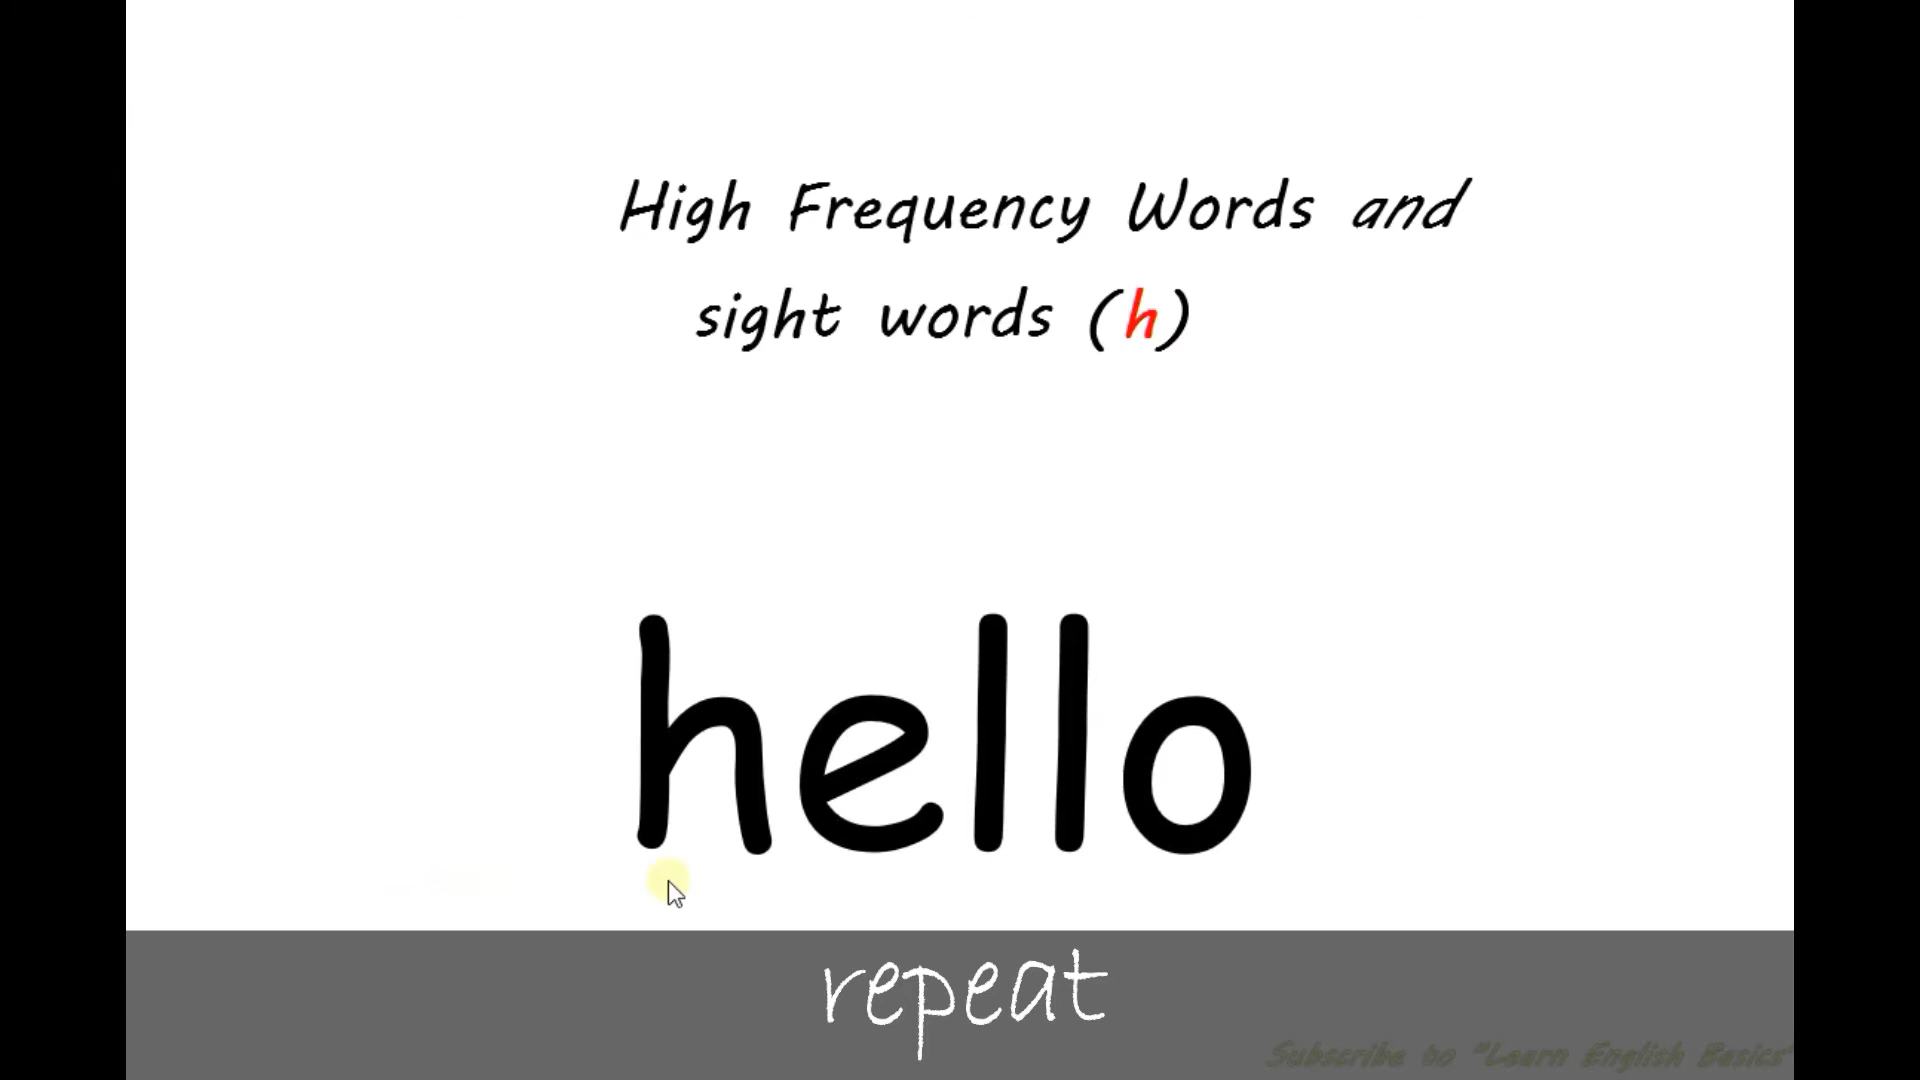 High Frequency Words and
sight words (h)
hello
repeat
Subscribe to "Learn English Basics"